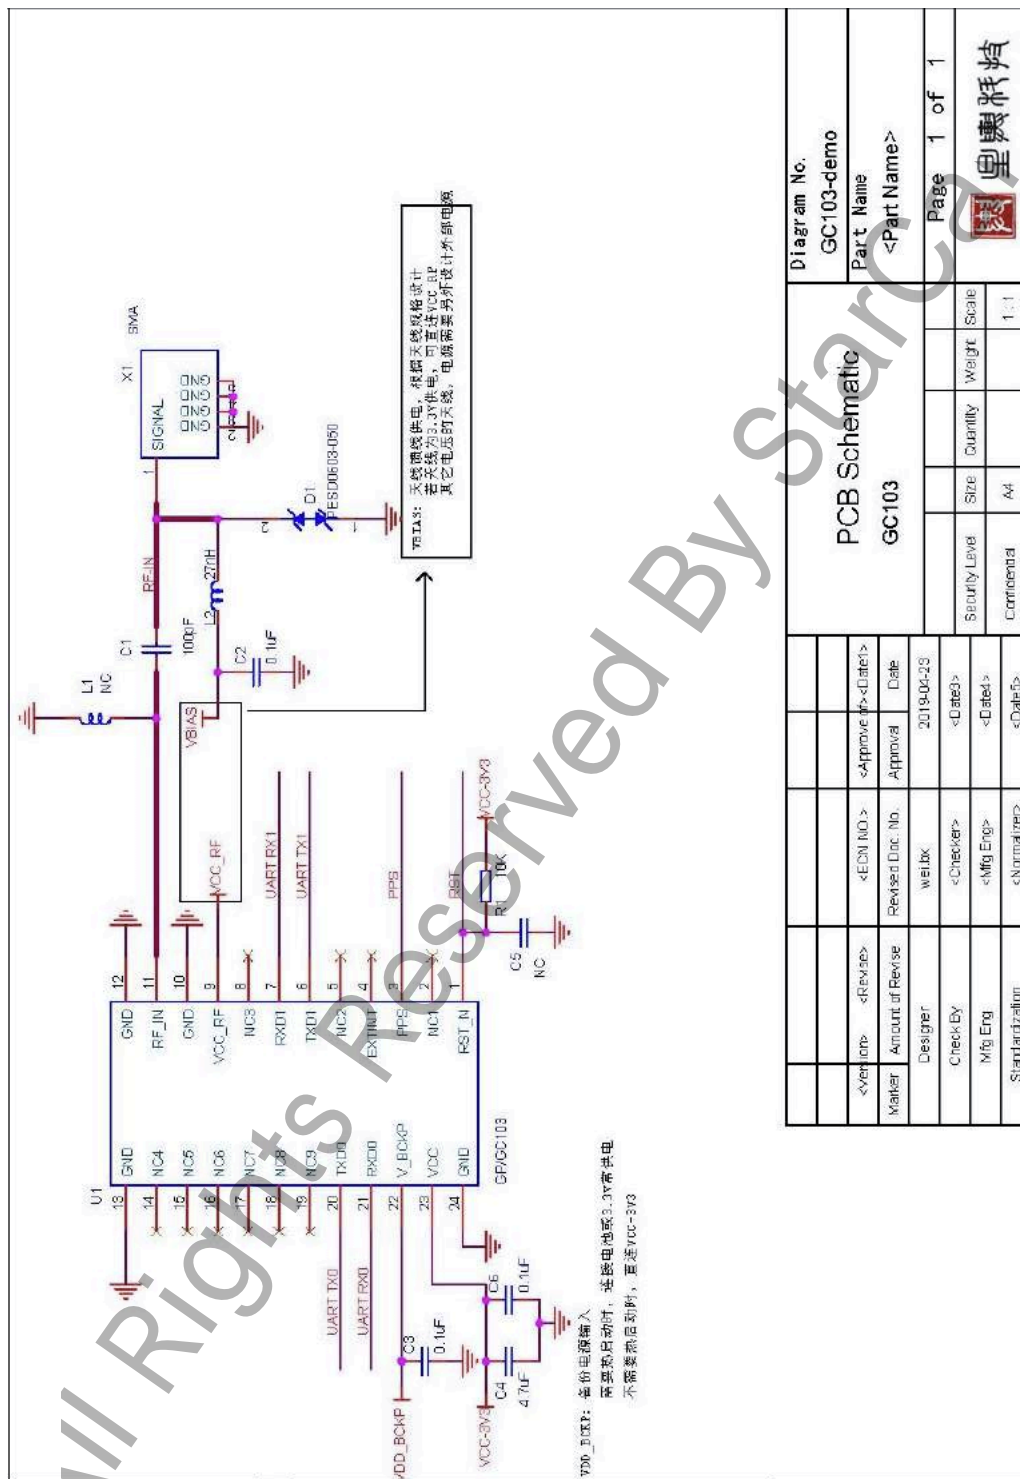 SMA
X1
SIGNAL
GND
GND
GND
GND
1
RF-IN
C1
100pF
L1
NC
L2
27nH
C2
0.1uF
2
D1
PESD0603-050
1
VBIAS
VCC_RF
VBIAS: 天线馈线供电, 根据天线规格设计
若天线为3.3V供电, 可直连VCC_RF
其它电压的天线, 电源需要另外设计外部电源
UART RX1
UART TX1
PPS
RST
VCC-3V3
R1
10K
C5
NC
12
11
10
9
8
7
6
5
4
3
2
1
GND
RF_IN
GND
VCC_RF
NC3
RXD1
TXD1
NC2
EXTINT
PPS
NC1
RST_N
U1
GP/GC103
GND
NC4
NC5
NC6
NC7
NC8
NC9
TXD0
RXD0
V_BCKP
VCC
GND
13
14
15
16
17
18
19
20
21
22
23
24
UART TX0
UART RX0
C3
0.1uF
C6
0.1uF
C4
4.7uF
VDD_BCKP
VCC-3V3
VDD_BCKP: 备份电源输入
需要热启动时, 连接电池或3.3V常供电
不需要热启动时, 直连VCC-3V3
<Version> <Revise> <ECN NO.> <Approve of> <Date1>
Marker Amount of Revise Revised Doc. No. Approval Date
Designer wei.bx 2019-04-23
Check By <Checker> <Date3>
Mfg Eng <Mfg Eng> <Date4>
Standardization <Normalizer> <Date5>
PCB Schematic
GC103
Security Level Size Quantity Weight Scale
Confidential A4 1:1
Diagram No.
GC103-demo
Part Name
<Part Name>
Page 1 of 1
All Rights Reserved By StarCa